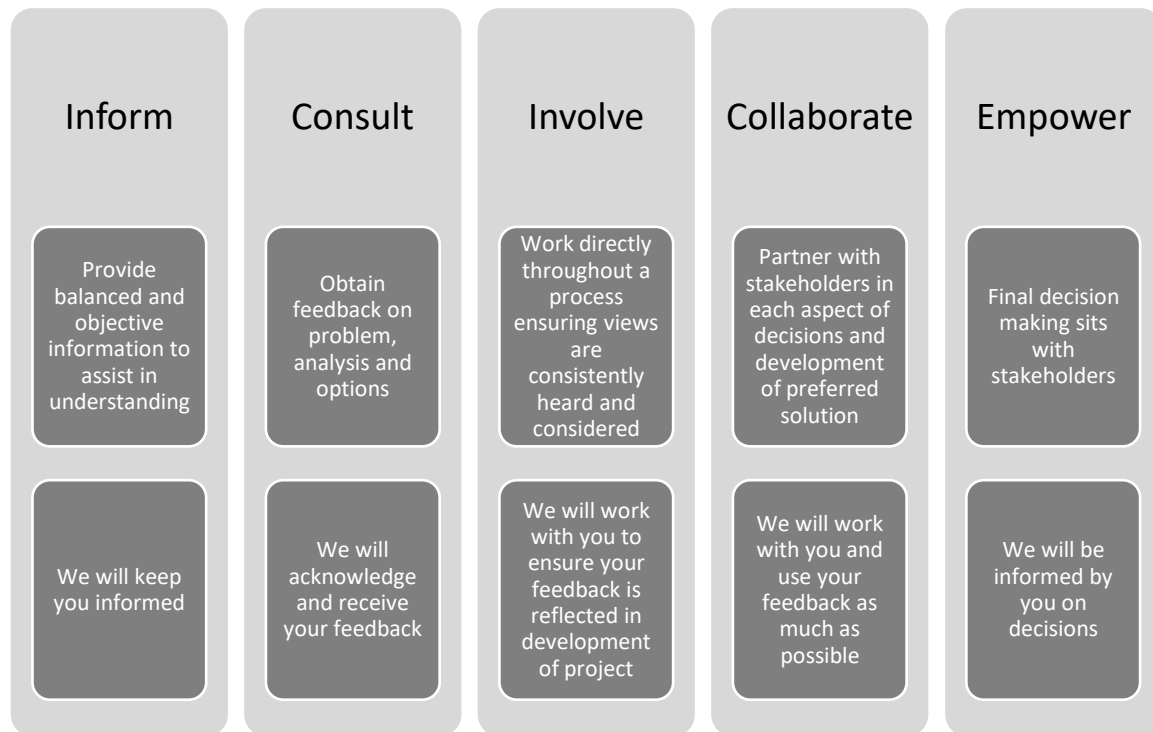 Inform
Provide
balanced and
objective
information to
assist in
understanding
We will keep
you informed
Consult
Obtain
feedback on
problem,
analysis and
options
We will
acknowledge
and receive
your feedback
Involve
Work directly
throughout a
process
ensuring views
are
consistently
heard and
considered
We will work
with you to
ensure your
feedback is
reflected in
development
of project
Collaborate
Partner with
stakeholders in
each aspect of
decisions and
development
of preferred
solution
We will work
with you and
use your
feedback as
much as
possible
Empower
Final decision
making sits
with
stakeholders
We will be
informed by
you on
decisions